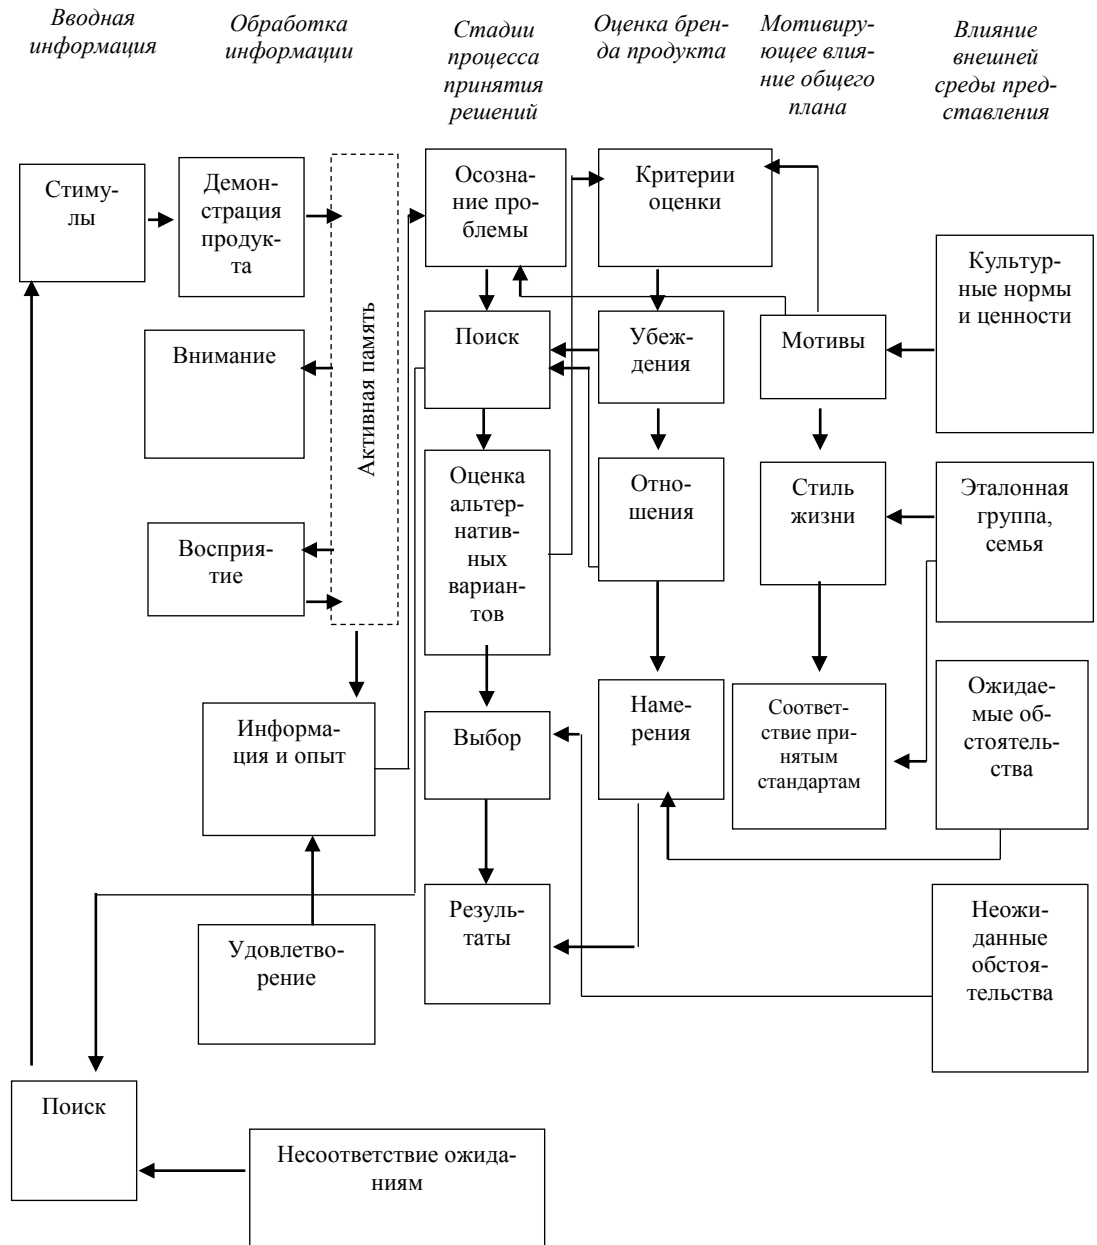 Вводная
информация
Обработка
информации
Стадии
процесса
принятия
решений
Оценка брен-
да продукта
Мотивиру-
ющее влия-
ние общего
плана
Влияние
внешней
среды пред-
ставления
Стиму-
лы
Демон-
страция
продук-
та
Активная память
Внимание
Восприя-
тие
Информа-
ция и опыт
Удовлетво-
рение
Осозна-
ние про-
блемы
Поиск
Оценка
альтер-
нативных
вариан-
тов
Выбор
Резуль-
таты
Критерии
оценки
Убеж-
дения
Отно-
шения
Наме-
рения
Мотивы
Стиль
жизни
Соответ-
ствие при-
нятым
стандартам
Культур-
ные нормы
и ценности
Эталонная
группа,
семья
Ожидае-
мые об-
стоятель-
ства
Неожи-
данные
обстоя-
тельства
Поиск
Несоответствие ожида-
ниям